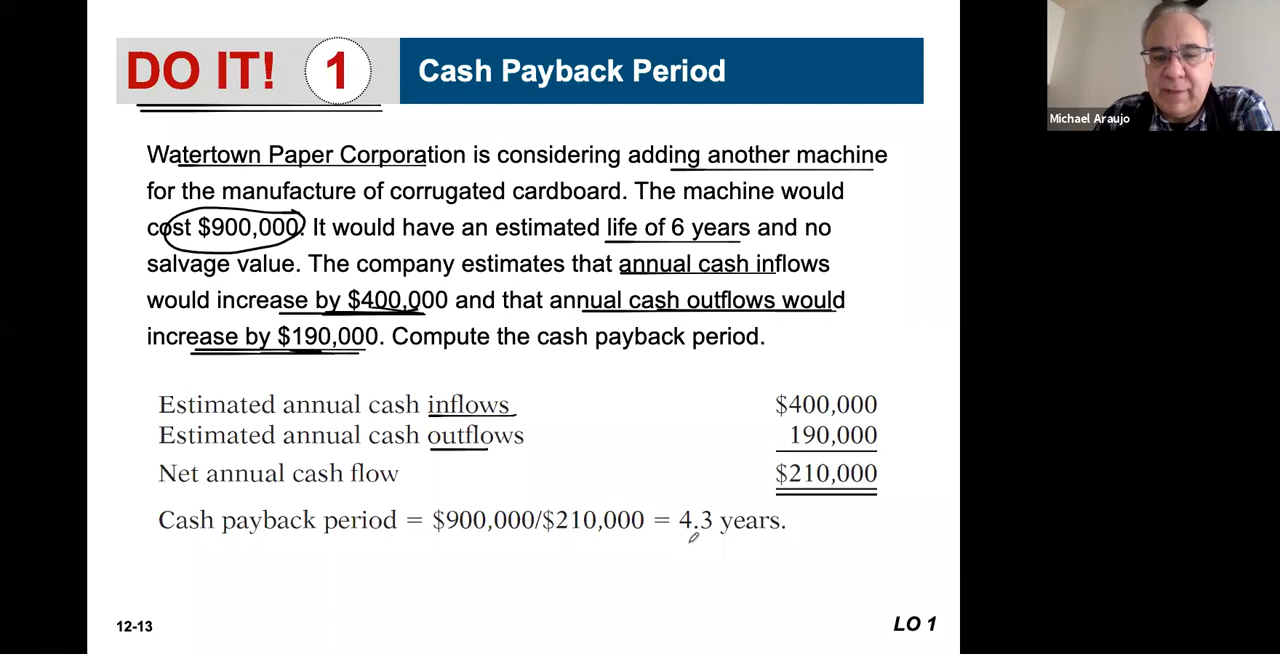 DO IT! 1 Cash Payback Period
Michael Araujo
Watertown Paper Corporation is considering adding another machine
for the manufacture of corrugated cardboard. The machine would
cost $900,000. It would have an estimated life of 6 years and no
salvage value. The company estimates that annual cash inflows
would increase by $400,000 and that annual cash outflows would
increase by $190,000. Compute the cash payback period.
Estimated annual cash inflows $400,000
Estimated annual cash outflows 190,000
Net annual cash flow $210,000
Cash payback period = $900,000/$210,000 = 4.3 years.
12-13 LO 1